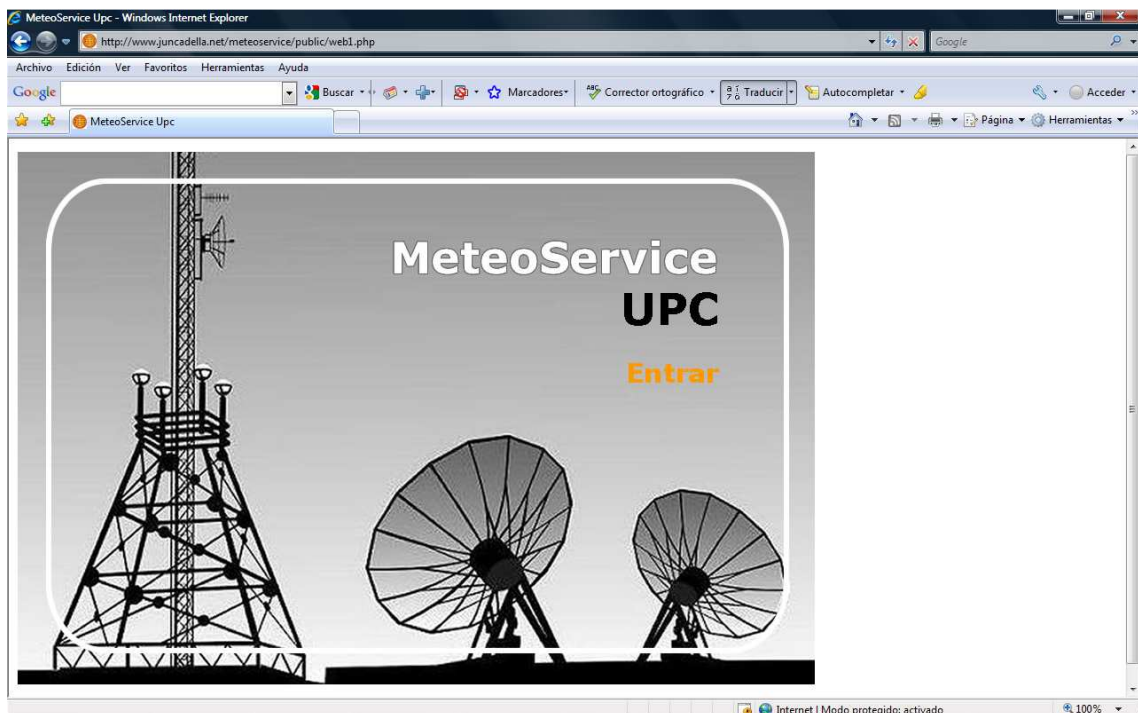 MeteoService Upc - Windows Internet Explorer
http://www.juncadella.net/meteoservice/public/web1.php
Google
Archivo Edición Ver Favoritos Herramientas Ayuda
Google Buscar Marcadores Corrector ortográfico Traducir Autocompletar Acceder
MeteoService Upc Página Herramientas
MeteoService
UPC
Entrar
Internet | Modo protegido: activado 100%